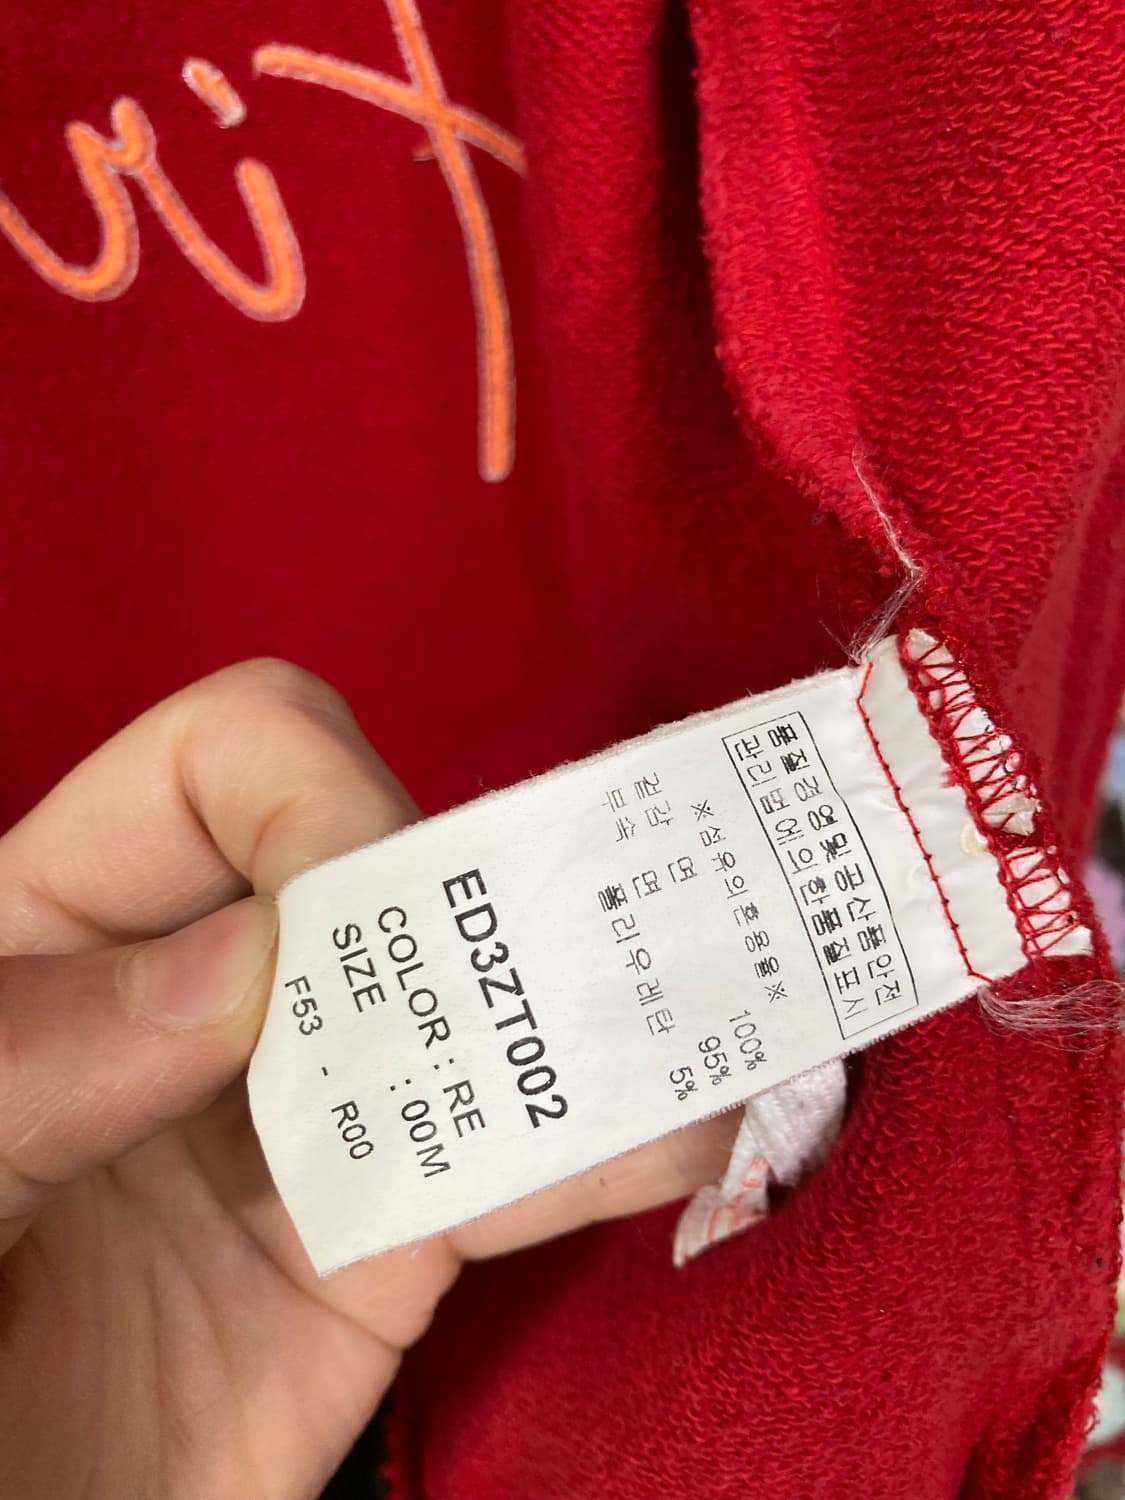 품질경영및공산품안전
관리법에의한품질표시
※섬유의혼용율※
겉감 면 100%
부속 면 95%
폴리우레탄 5%
ED3ZT002
COLOR : RE
SIZE : 00M
F53 - R00